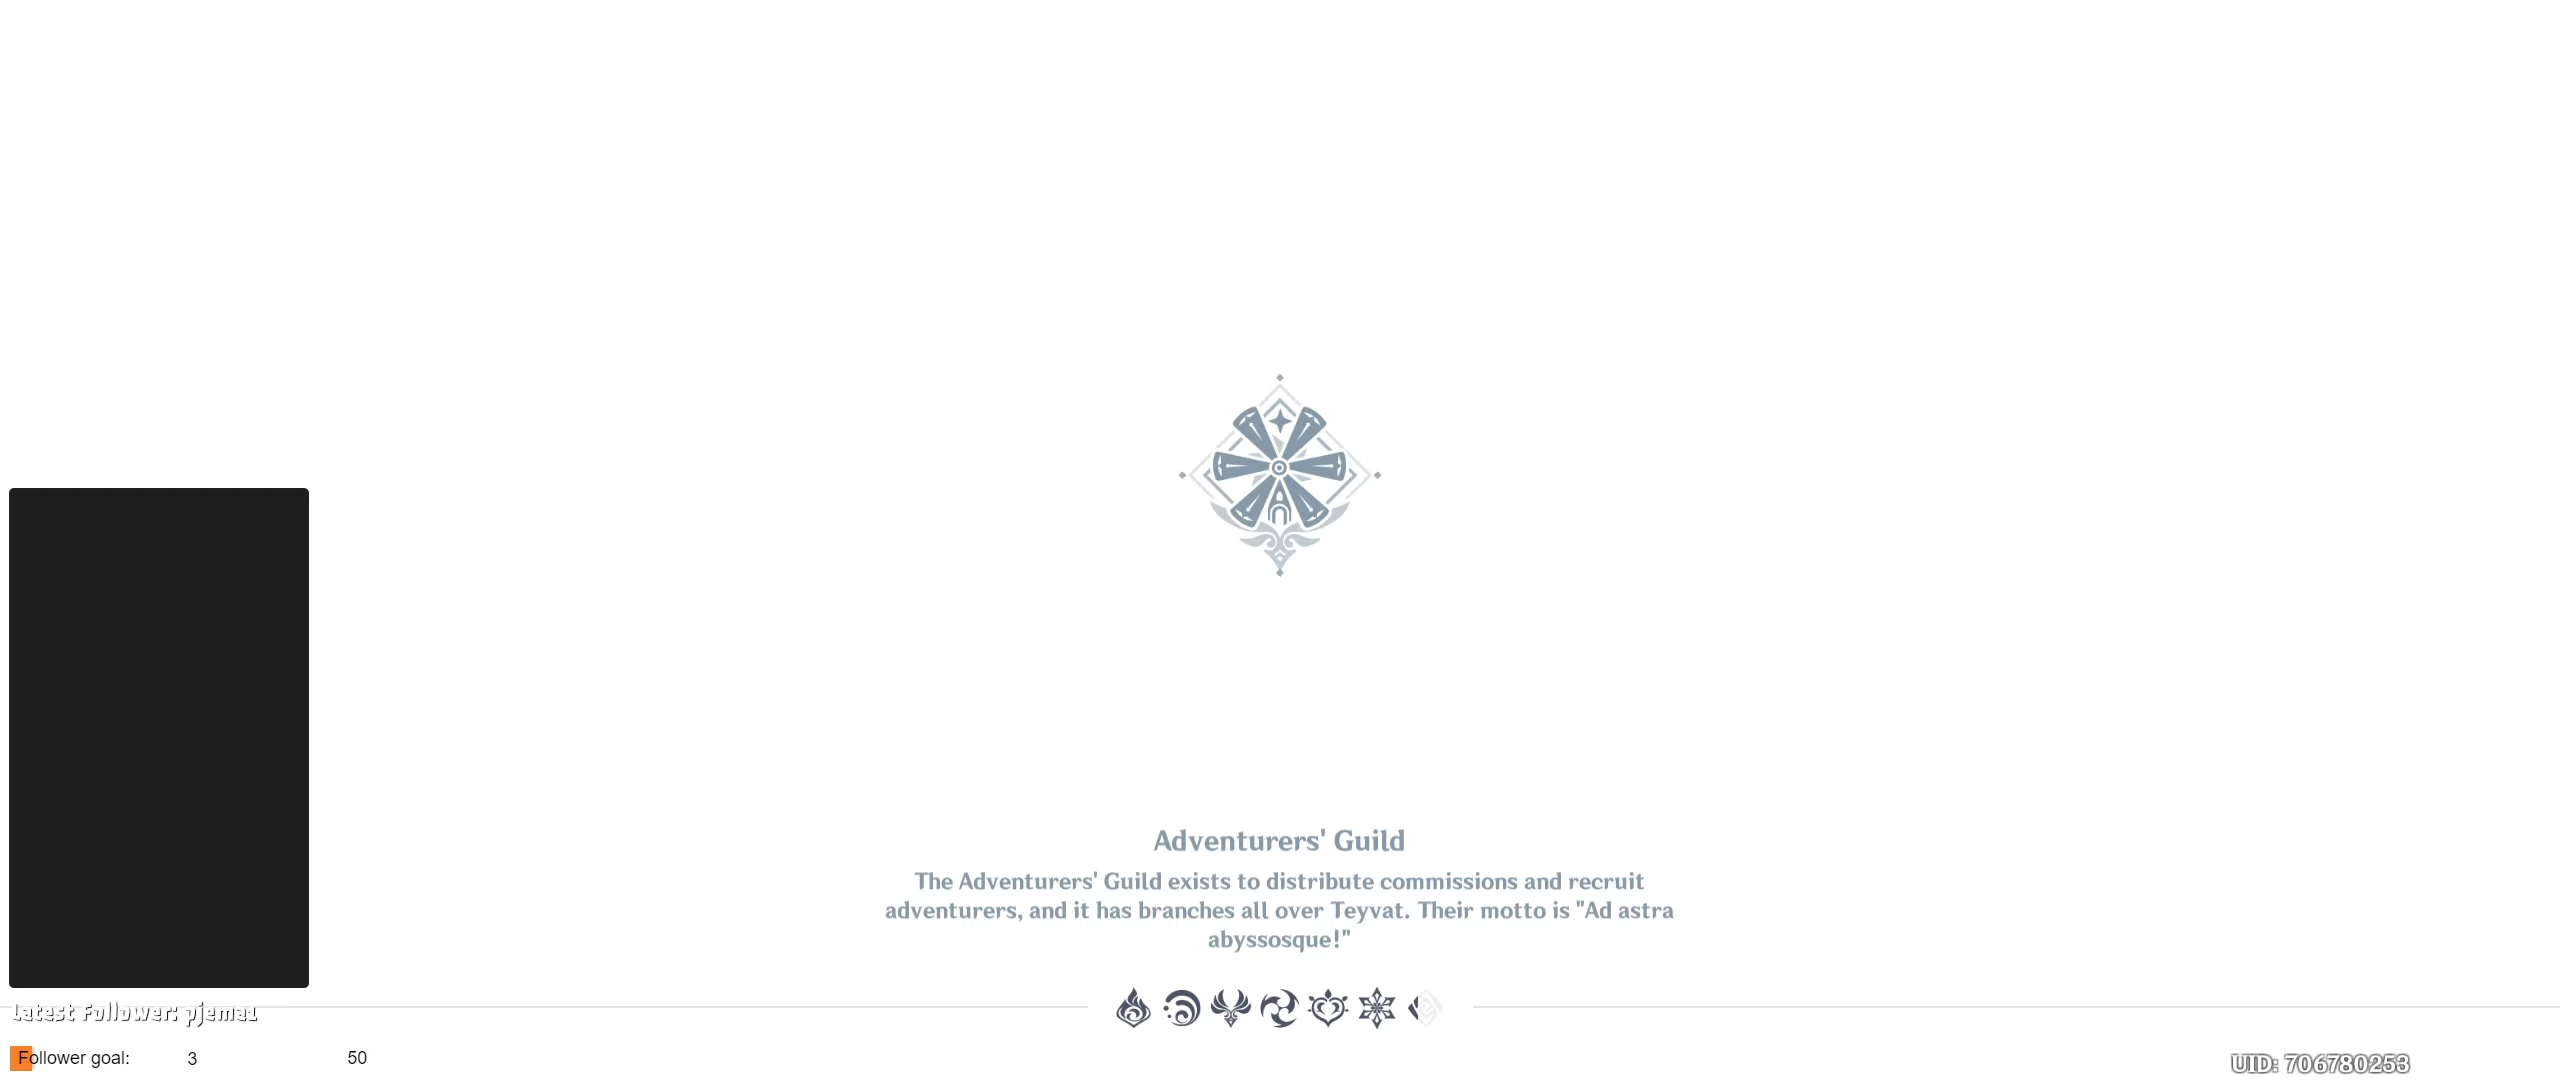 Adventurers' Guild
The Adventurers' Guild exists to distribute commissions and recruit
adventurers, and it has branches all over Teyvat. Their motto is "Ad astra
abyssosque!"
Latest Follower: pjema1
Follower goal: 3 50
UID: 706780253